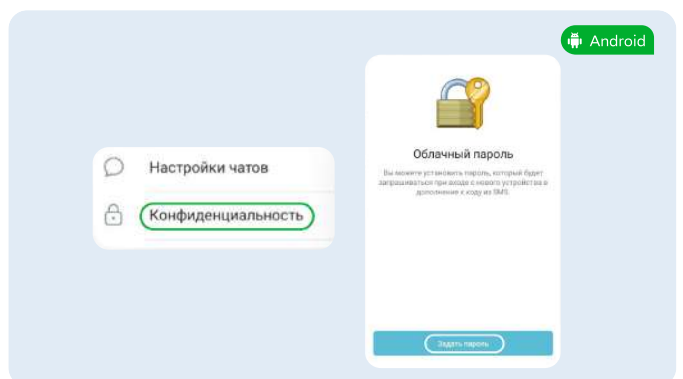 Android
Настройки чатов
Конфиденциальность
Облачный пароль
Вы можете установить пароль, который будет
запрашиваться при входе с нового устройства в
дополнение к коду из SMS.
Задать пароль